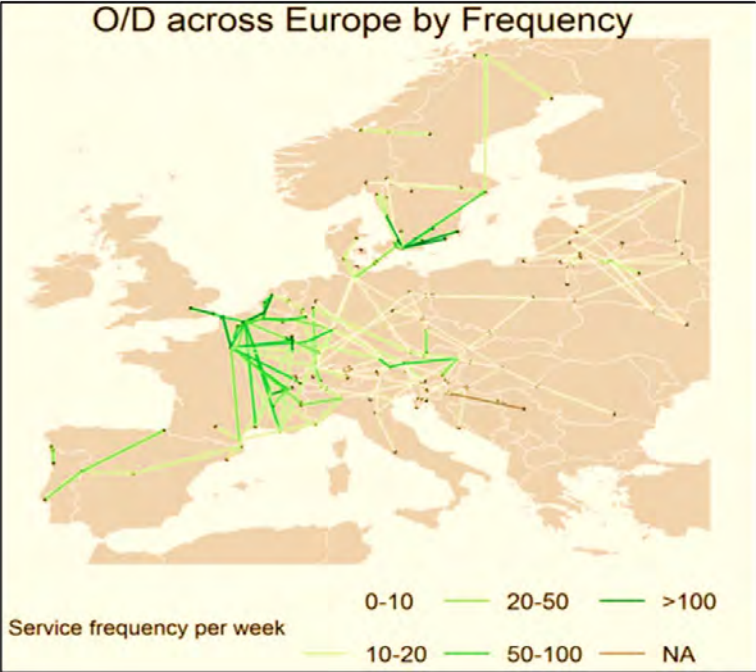 O/D across Europe by Frequency
0-10 20-50 >100
Service frequency per week
10-20 50-100 NA